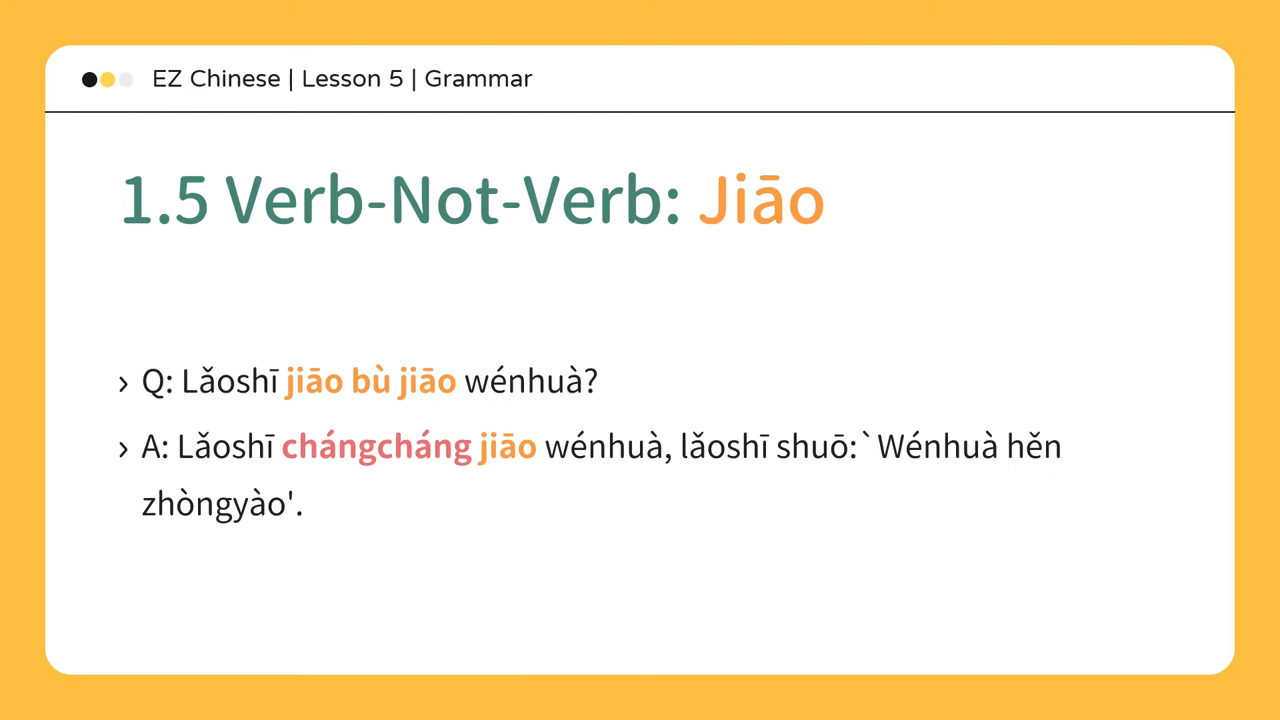 EZ Chinese | Lesson 5 | Grammar
1.5 Verb-Not-Verb: Jiāo
› Q: Lǎoshī jiāo bù jiāo wénhuà?
› A: Lǎoshī chángcháng jiāo wénhuà, lǎoshī shuō:`Wénhuà hěn
zhòngyào'.